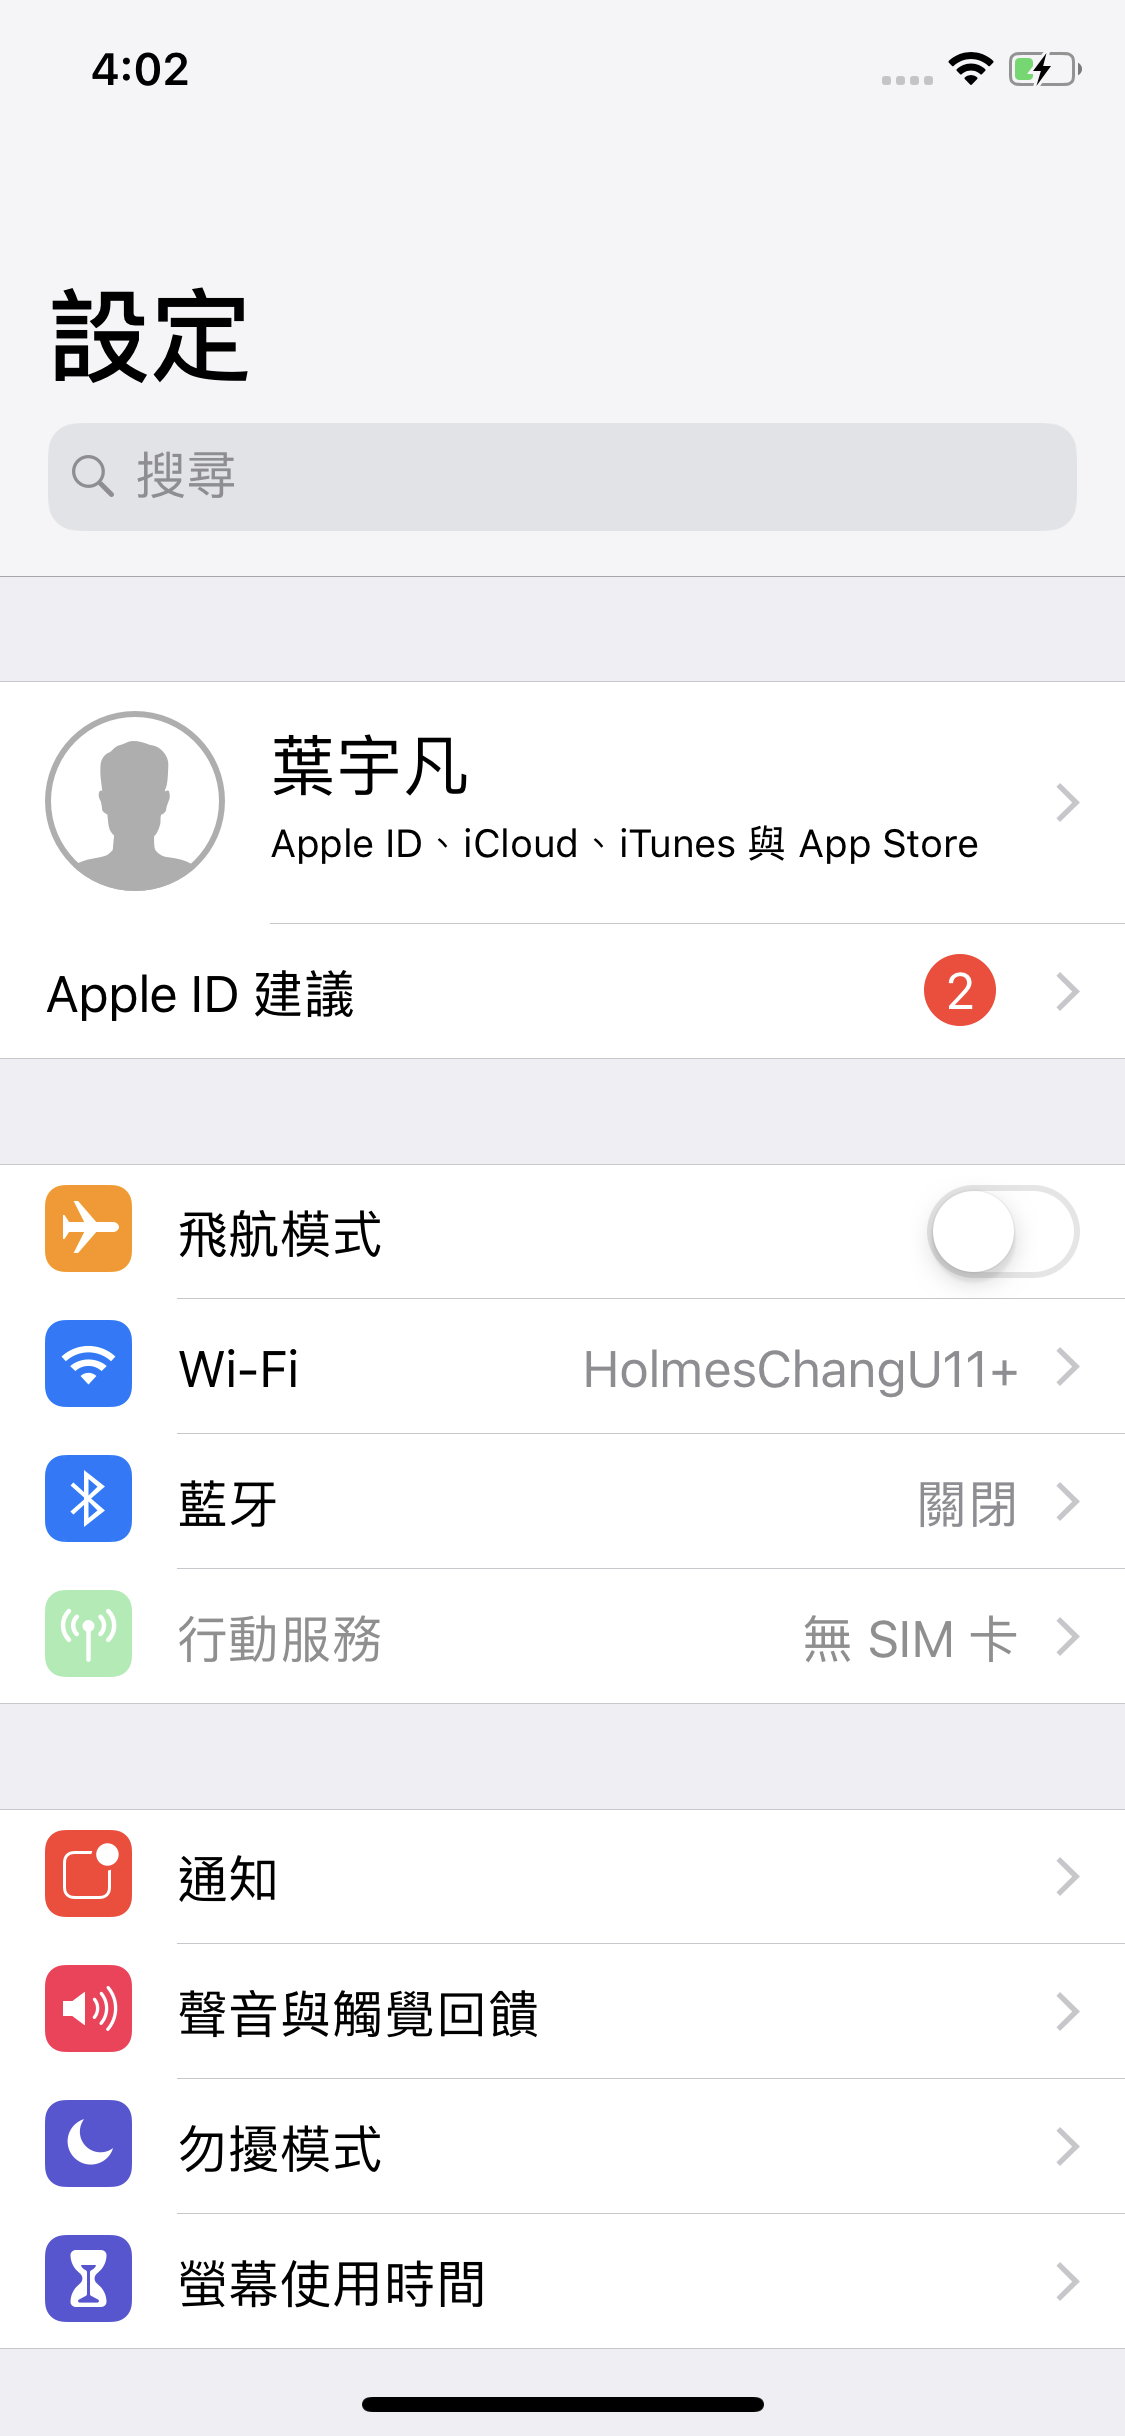 4:02
設定
搜尋
葉宇凡
Apple ID、iCloud、iTunes 與 App Store
Apple ID 建議 2
飛航模式
Wi-Fi HolmesChangU11+
藍牙 關閉
行動服務 無 SIM 卡
通知
聲音與觸覺回饋
勿擾模式
螢幕使用時間